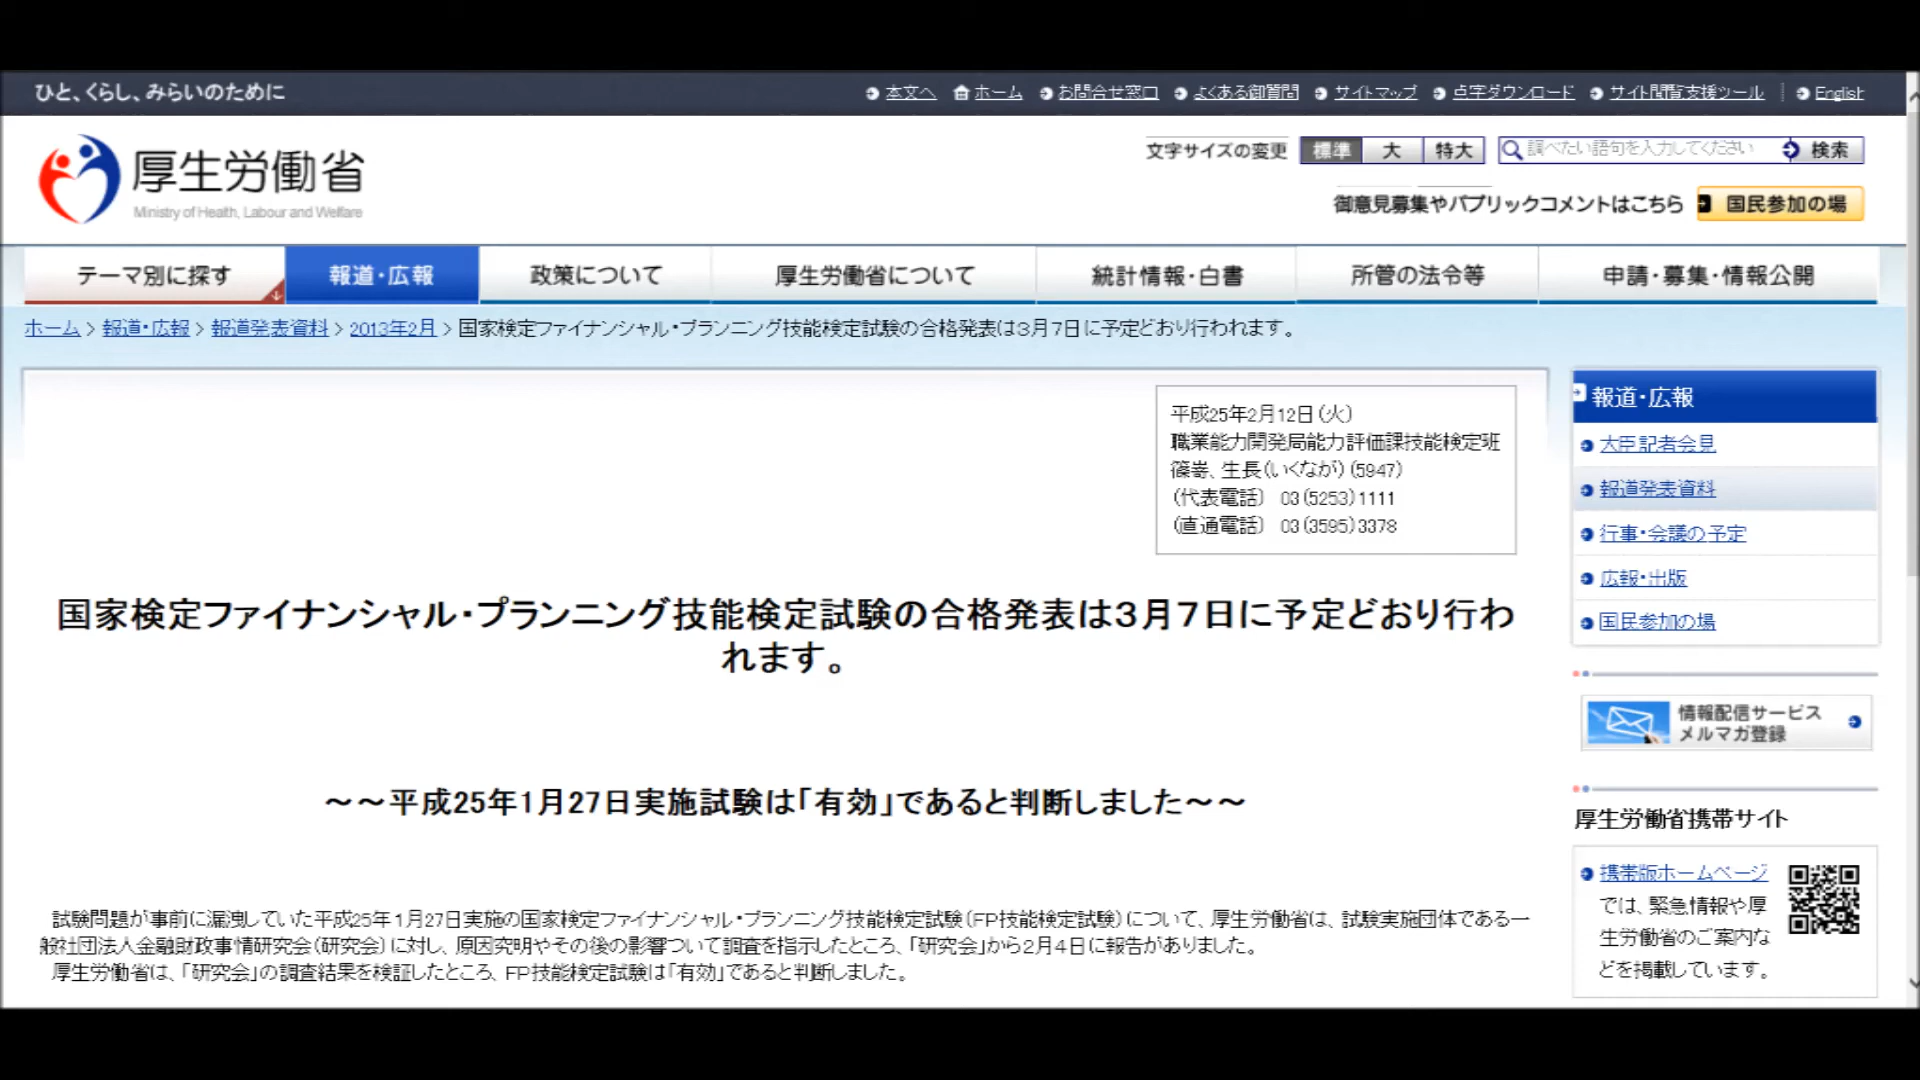 ひと、くらし、みらいのために
本文へ ホーム お問合せ窓口 よくある御質問 サイトマップ 点字ダウンロード サイト閲覧支援ツール English
厚生労働省
Ministry of Health, Labour and Welfare
文字サイズの変更 標準 大 特大 調べたい語句を入力してください 検索
御意見募集やパブリックコメントはこちら 国民参加の場
テーマ別に探す 報道・広報 政策について 厚生労働省について 統計情報・白書 所管の法令等 申請・募集・情報公開
ホーム > 報道・広報 > 報道発表資料 > 2013年2月 > 国家検定ファイナンシャル・プランニング技能検定試験の合格発表は3月7日に予定どおり行われます。
平成25年2月12日(火)
職業能力開発局能力評価課技能検定班
篠嵜、生長(いくなが)(5947)
(代表電話) 03(5253)1111
(直通電話) 03(3595)3378
国家検定ファイナンシャル・プランニング技能検定試験の合格発表は3月7日に予定どおり行わ
れます。
~~平成25年1月27日実施試験は「有効」であると判断しました~~
試験問題が事前に漏洩していた平成25年1月27日実施の国家検定ファイナンシャル・プランニング技能検定試験(FP技能検定試験)について、厚生労働省は、試験実施団体である一
般社団法人金融財政事情研究会(研究会)に対し、原因究明やその後の影響ついて調査を指示したところ、「研究会」から2月4日に報告がありました。
厚生労働省は、「研究会」の調査結果を検証したところ、FP技能検定試験は「有効」であると判断しました。
報道・広報
大臣記者会見
報道発表資料
行事・会議の予定
広報・出版
国民参加の場
情報配信サービス
メルマガ登録
厚生労働省携帯サイト
携帯版ホームページ
では、緊急情報や厚
生労働省のご案内な
どを掲載しています。